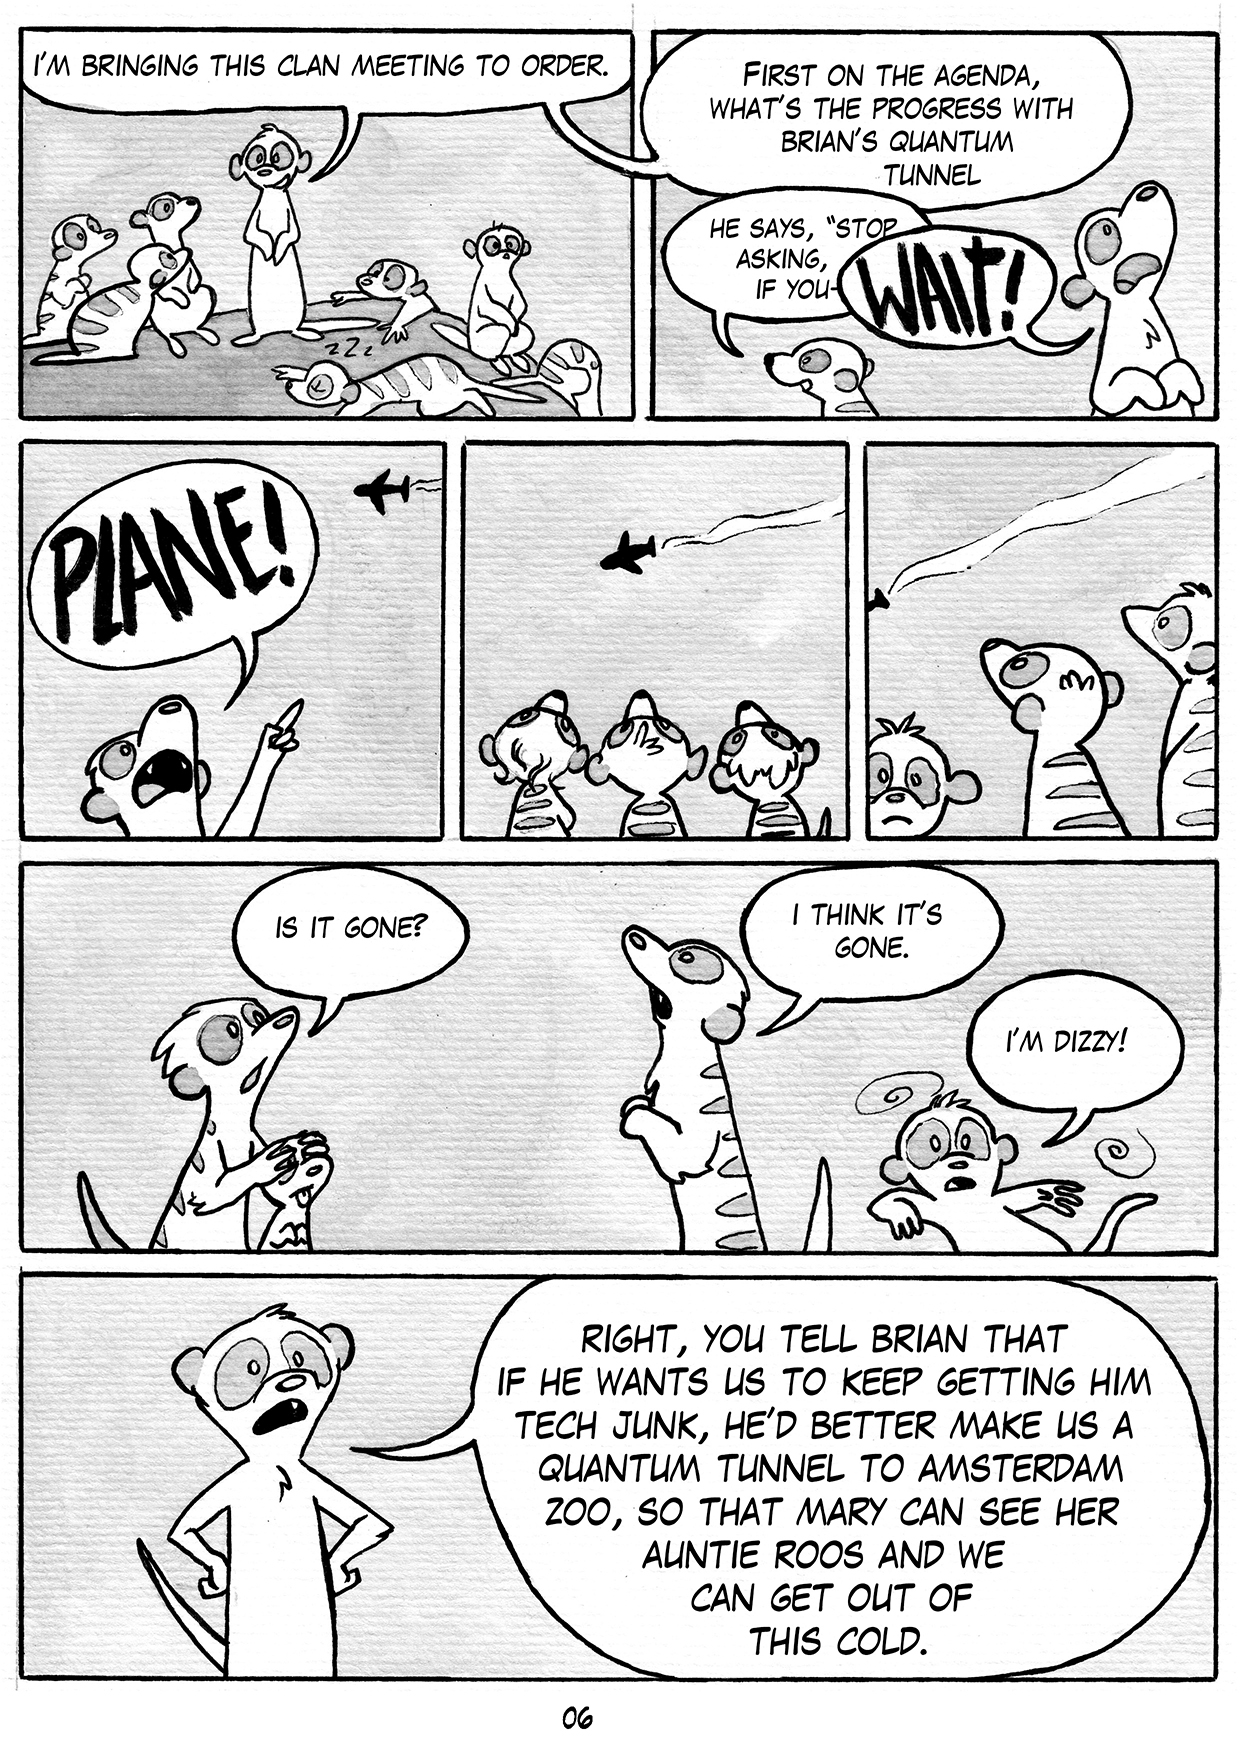 I'M BRINGING THIS CLAN MEETING TO ORDER.
FIRST ON THE AGENDA,
WHAT'S THE PROGRESS WITH
BRIAN'S QUANTUM
TUNNEL
HE SAYS, "STOP
ASKING,
IF YOU-
WAIT!
ZZZ
PLANE!
IS IT GONE?
I THINK IT'S
GONE.
I'M DIZZY!
RIGHT, YOU TELL BRIAN THAT
IF HE WANTS US TO KEEP GETTING HIM
TECH JUNK, HE'D BETTER MAKE US A
QUANTUM TUNNEL TO AMSTERDAM
ZOO, SO THAT MARY CAN SEE HER
AUNTIE ROOS AND WE
CAN GET OUT OF
THIS COLD.
06